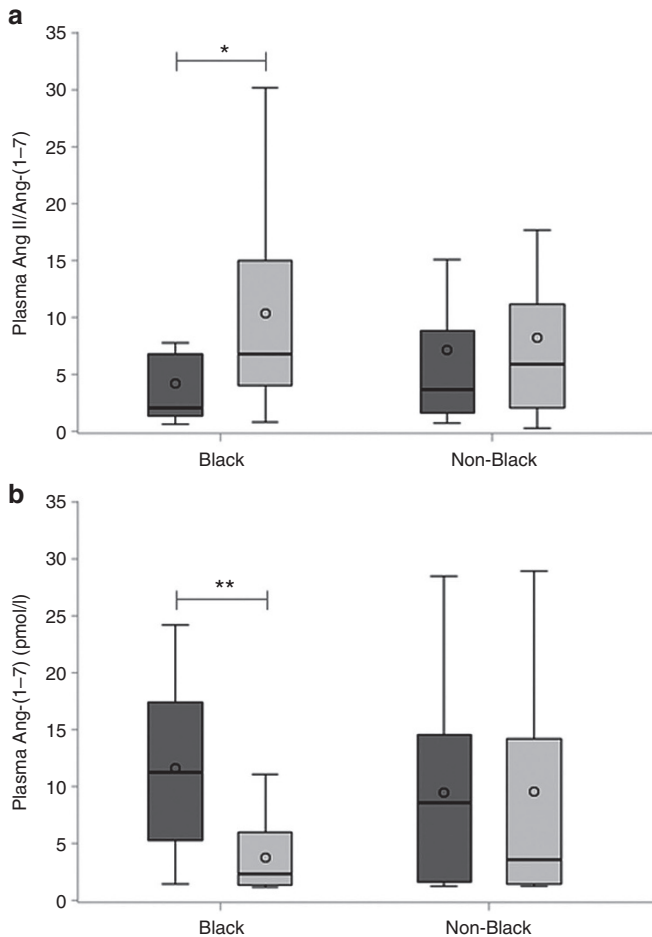 a
35
30
25
20
15
10
5
0
Plasma Ang II/Ang-(1–7)
*
Black
Non-Black
b
35
30
25
20
15
10
5
0
Plasma Ang-(1–7) (pmol/l)
**
Black
Non-Black